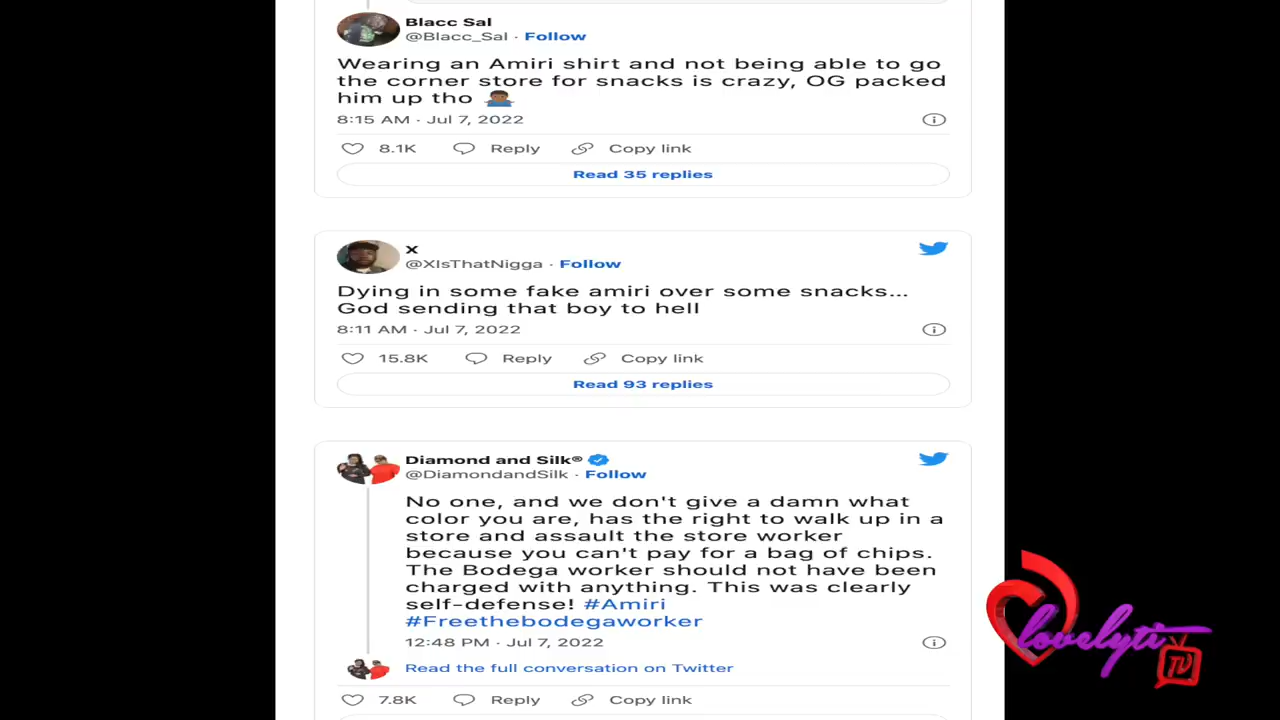 Blacc Sal
@Blacc_Sal · Follow
Wearing an Amiri shirt and not being able to go
the corner store for snacks is crazy, OG packed
him up tho 🤷🏾‍♂️
8:15 AM · Jul 7, 2022
8.1K Reply Copy link
Read 35 replies
X
@XIsThatNigga · Follow
Dying in some fake amiri over some snacks...
God sending that boy to hell
8:11 AM · Jul 7, 2022
15.8K Reply Copy link
Read 93 replies
Diamond and Silk®
@DiamondandSilk · Follow
No one, and we don't give a damn what
color you are, has the right to walk up in a
store and assault the store worker
because you can't pay for a bag of chips.
The Bodega worker should not have been
charged with anything. This was clearly
self-defense! #Amiri
#Freethebodegaworker
12:48 PM · Jul 7, 2022
Read the full conversation on Twitter
7.8K Reply Copy link
lovelyti
TV